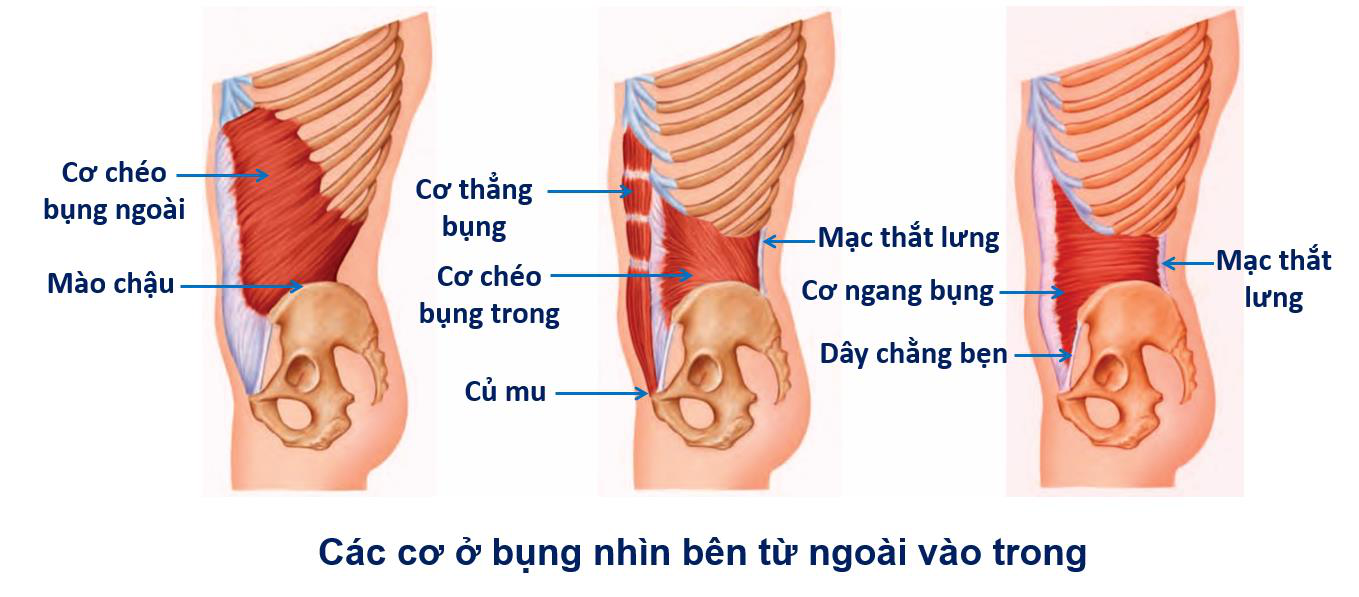 Cơ chéo
bụng ngoài
Mào chậu
Cơ thẳng
bụng
Cơ chéo
bụng trong
Củ mu
Mạc thắt lưng
Cơ ngang bụng
Dây chằng bẹn
Mạc thắt
lưng
Các cơ ở bụng nhìn bên từ ngoài vào trong